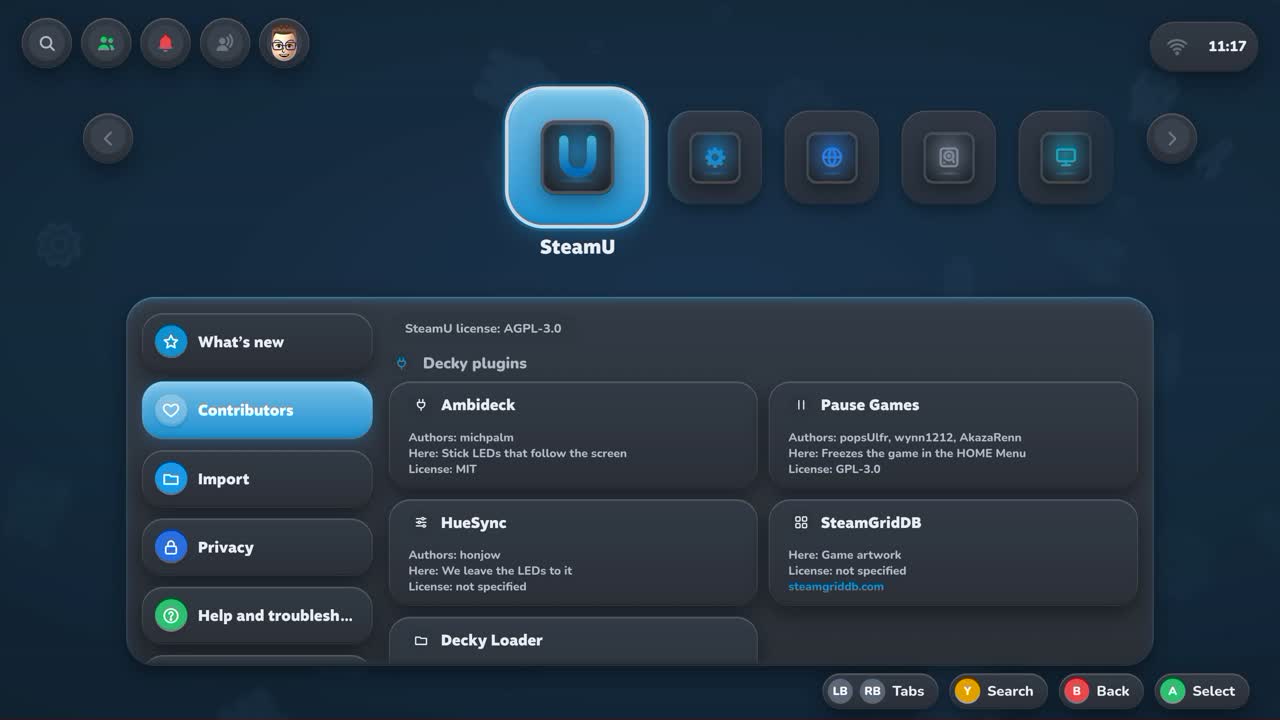 11:17
U
SteamU
What's new
Contributors
Import
Privacy
Help and troublesh...
SteamU license: AGPL-3.0
Decky plugins
Ambideck
Authors: michpalm
Here: Stick LEDs that follow the screen
License: MIT
Pause Games
Authors: popsUlfr, wynn1212, AkazaRenn
Here: Freezes the game in the HOME Menu
License: GPL-3.0
HueSync
Authors: honjow
Here: We leave the LEDs to it
License: not specified
SteamGridDB
Here: Game artwork
License: not specified
steamgriddb.com
Decky Loader
LB RB Tabs
Y Search
B Back
A Select